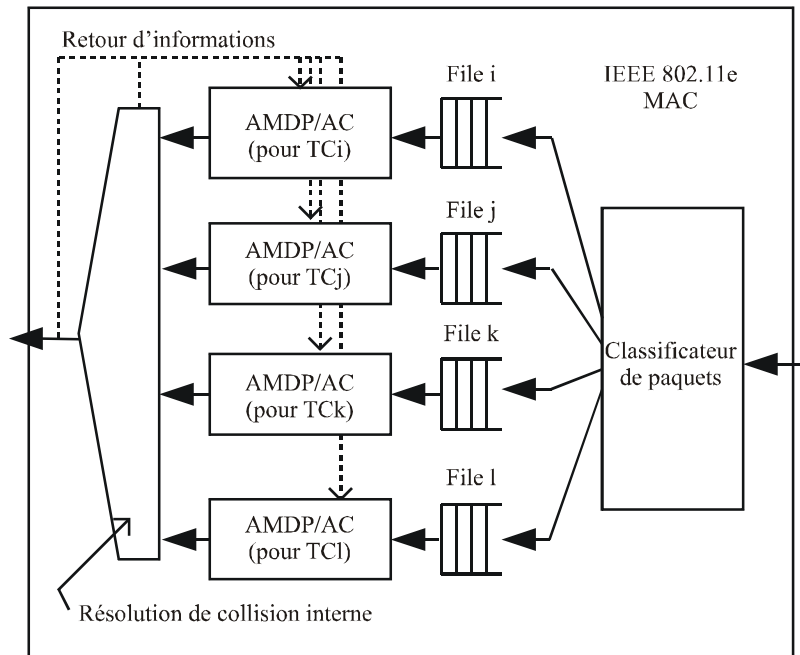 Retour d'informations
File i
IEEE 802.11e
MAC
AMDP/AC
(pour TCi)
File j
AMDP/AC
(pour TCj)
File k
Classificateur
de paquets
AMDP/AC
(pour TCk)
File l
AMDP/AC
(pour TCl)
Résolution de collision interne